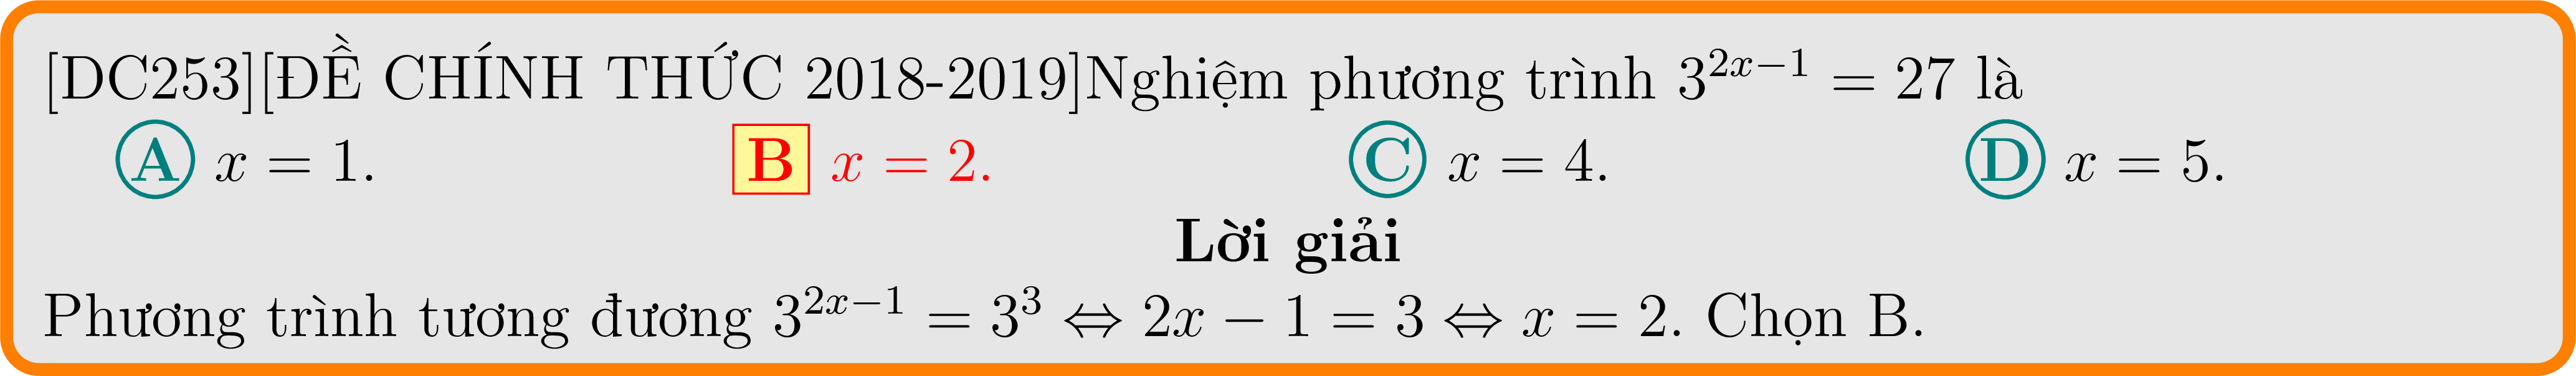 [DC253][ĐỀ CHÍNH THỨC 2018-2019]Nghiệm phương trình $3^{2x-1} = 27$ là
A x = 1. B x = 2. C x = 4. D x = 5.
Lời giải
Phương trình tương đương $3^{2x-1} = 3^3 \Leftrightarrow 2x - 1 = 3 \Leftrightarrow x = 2$. Chọn B.